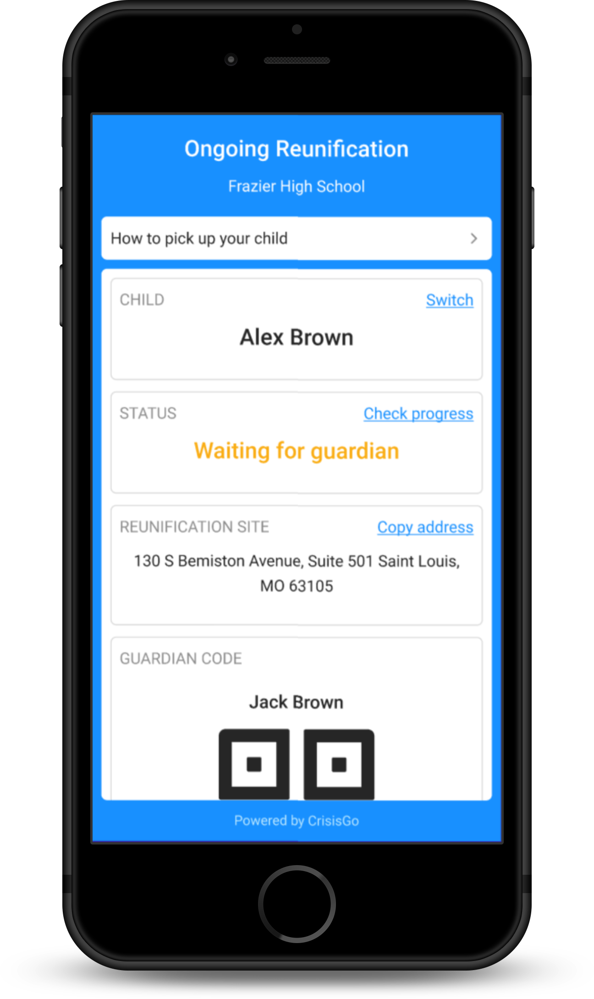 Ongoing Reunification
Frazier High School
How to pick up your child
CHILD Switch
Alex Brown
STATUS Check progress
Waiting for guardian
REUNIFICATION SITE Copy address
130 S Bemiston Avenue, Suite 501 Saint Louis,
MO 63105
GUARDIAN CODE
Jack Brown
Powered by CrisisGo